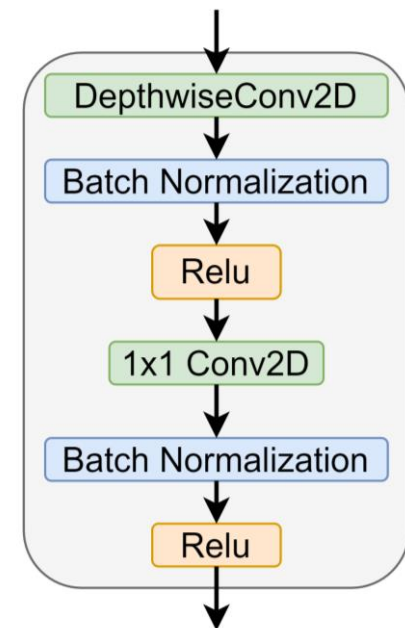 DepthwiseConv2D
Batch Normalization
Relu
1x1 Conv2D
Batch Normalization
Relu